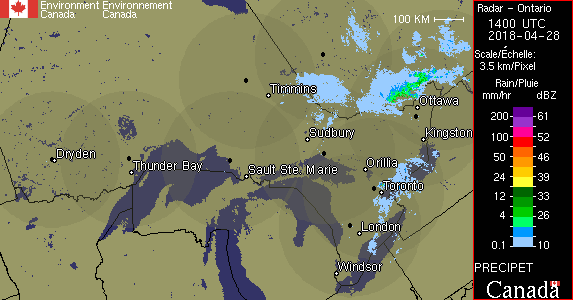 Environment Environnement
Canada Canada
100 KM
Timmins
Ottawa
Sudbury
Kingston
Dryden
Thunder Bay
Sault Ste. Marie
Orillia
Toronto
London
Windsor
Radar - Ontario
1400 UTC
2018-04-28
Scale/Échelle:
3.5 km/Pixel
Rain/Pluie
mm/hr dBZ
200 61
100 52
50 46
24 39
12 33
4 26
0.1 10
PRECIPET
Canada